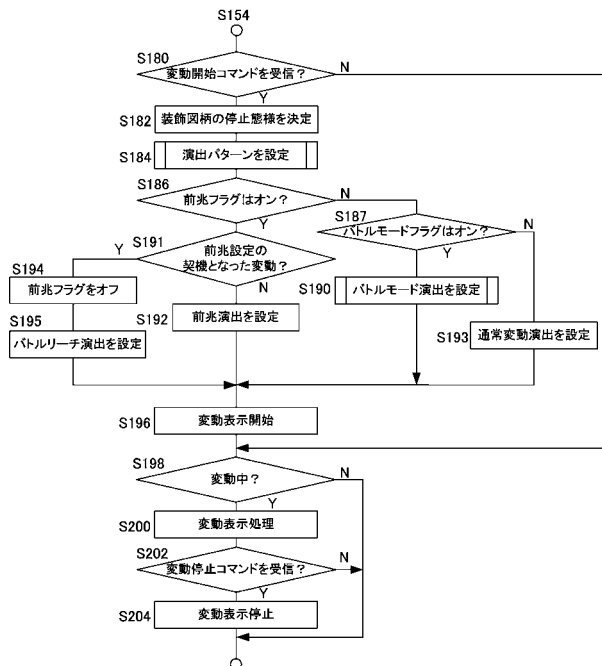 S154
S180
変動開始コマンドを受信？
N
Y
S182
装飾図柄の停止態様を決定
S184
演出パターンを設定
S186
前兆フラグはオン？
N
Y
S187
バトルモードフラグはオン？
N
Y
S191
前兆設定の
契機となった変動？
Y
N
S194
前兆フラグをオフ
S190
バトルモード演出を設定
S192
前兆演出を設定
S195
バトルリーチ演出を設定
S193
通常変動演出を設定
S196
変動表示開始
S198
変動中？
N
Y
S200
変動表示処理
S202
変動停止コマンドを受信？
N
Y
S204
変動表示停止